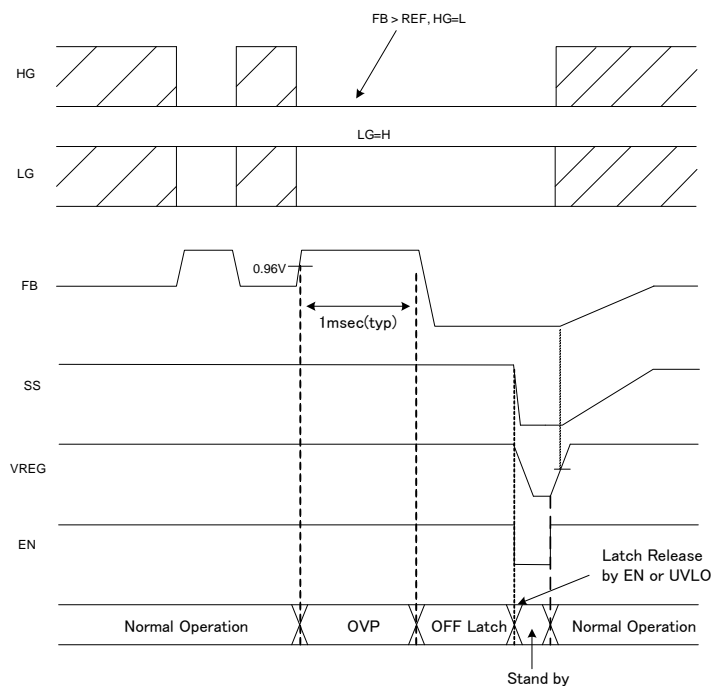 FB > REF, HG=L
HG
LG=H
LG
0.96V
FB
1msec(typ)
SS
VREG
EN
Latch Release
by EN or UVLO
Normal Operation
OVP
OFF Latch
Normal Operation
Stand by